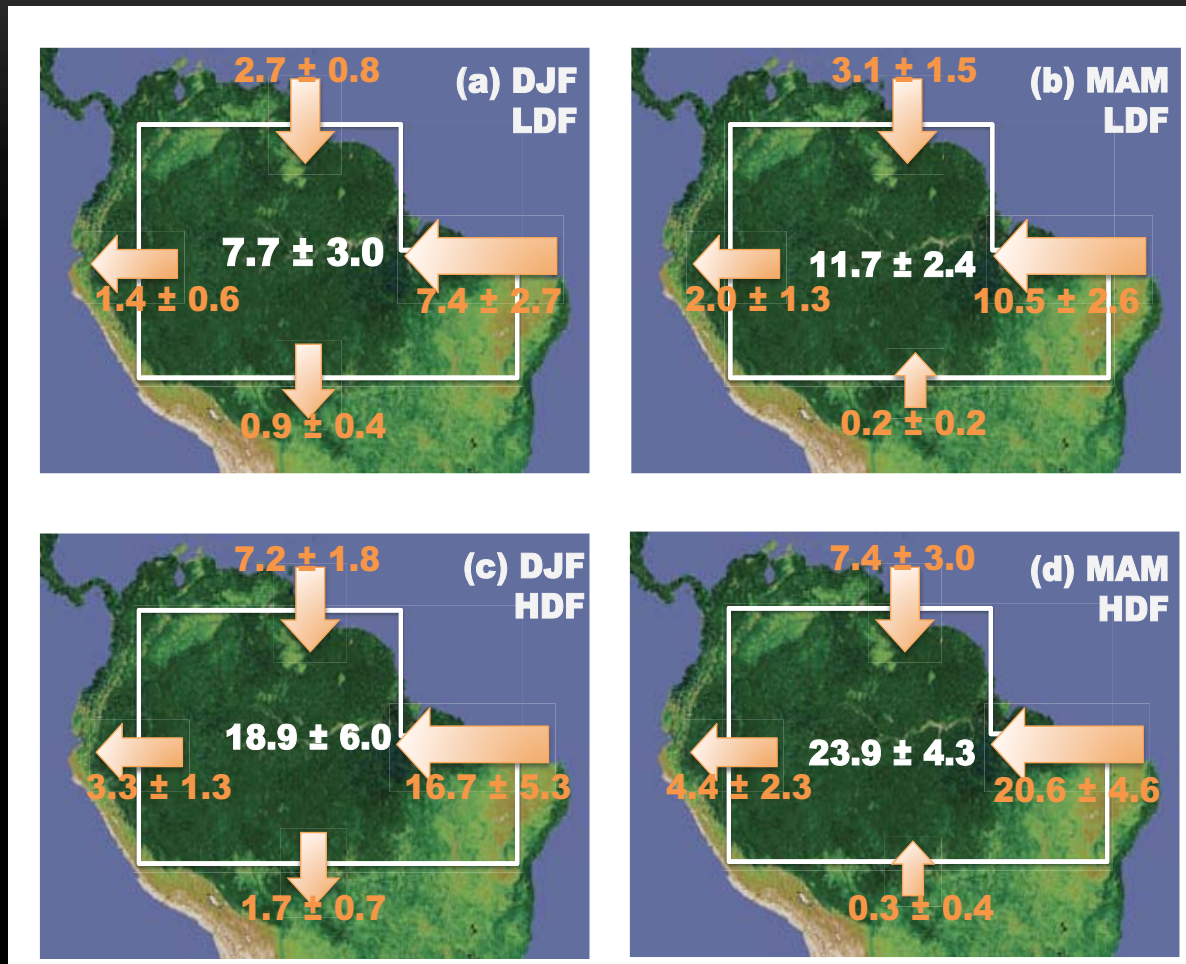 2.7 ± 0.8
(a) DJF
LDF
7.7 ± 3.0
1.4 ± 0.6
7.4 ± 2.7
0.9 ± 0.4
3.1 ± 1.5
(b) MAM
LDF
11.7 ± 2.4
2.0 ± 1.3
10.5 ± 2.6
0.2 ± 0.2
7.2 ± 1.8
(c) DJF
HDF
18.9 ± 6.0
3.3 ± 1.3
16.7 ± 5.3
1.7 ± 0.7
7.4 ± 3.0
(d) MAM
HDF
23.9 ± 4.3
4.4 ± 2.3
20.6 ± 4.6
0.3 ± 0.4